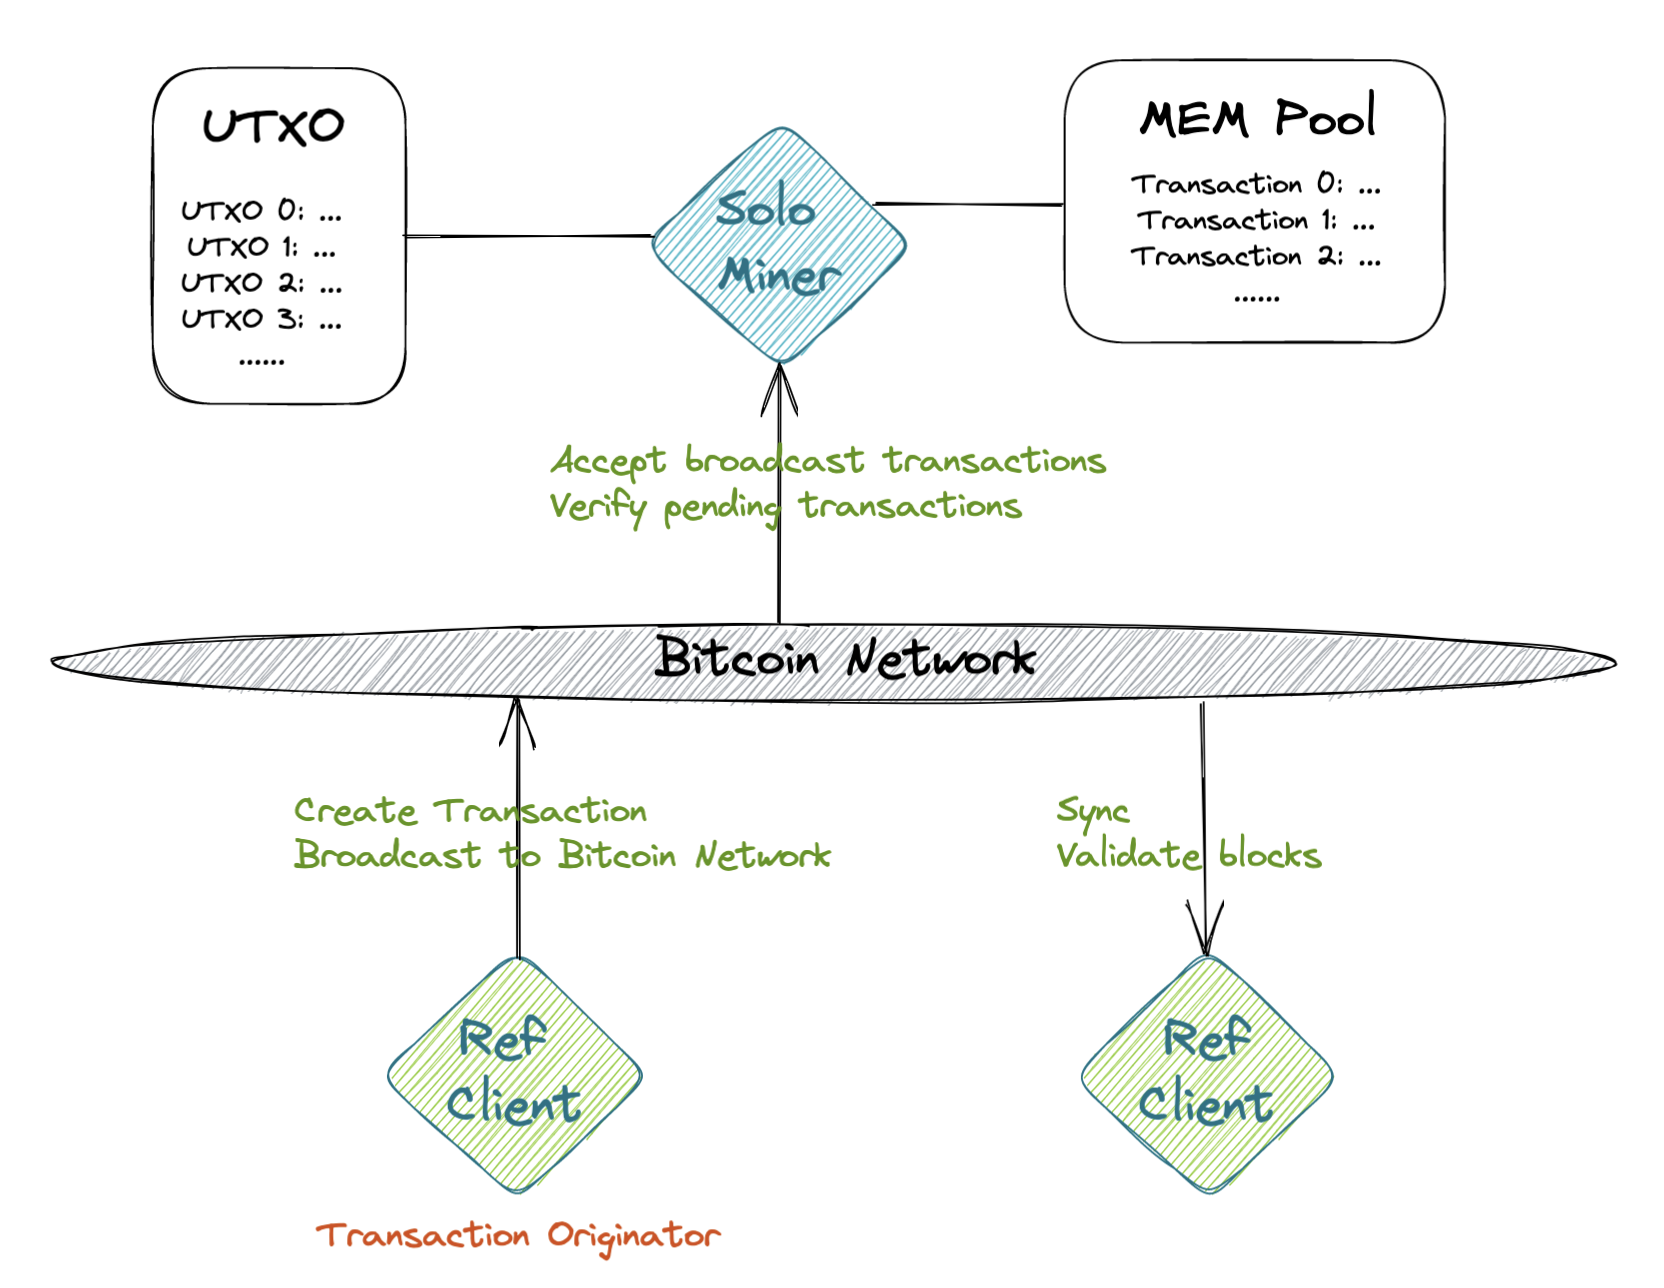 UTXO
UTXO 0: ...
UTXO 1: ...
UTXO 2: ...
UTXO 3: ...
......
Solo
Miner
MEM Pool
Transaction 0: ...
Transaction 1: ...
Transaction 2: ...
......
Accept broadcast transactions
Verify pending transactions
Bitcoin Network
Create Transaction
Broadcast to Bitcoin Network
Sync
Validate blocks
Ref
Client
Ref
Client
Transaction Originator